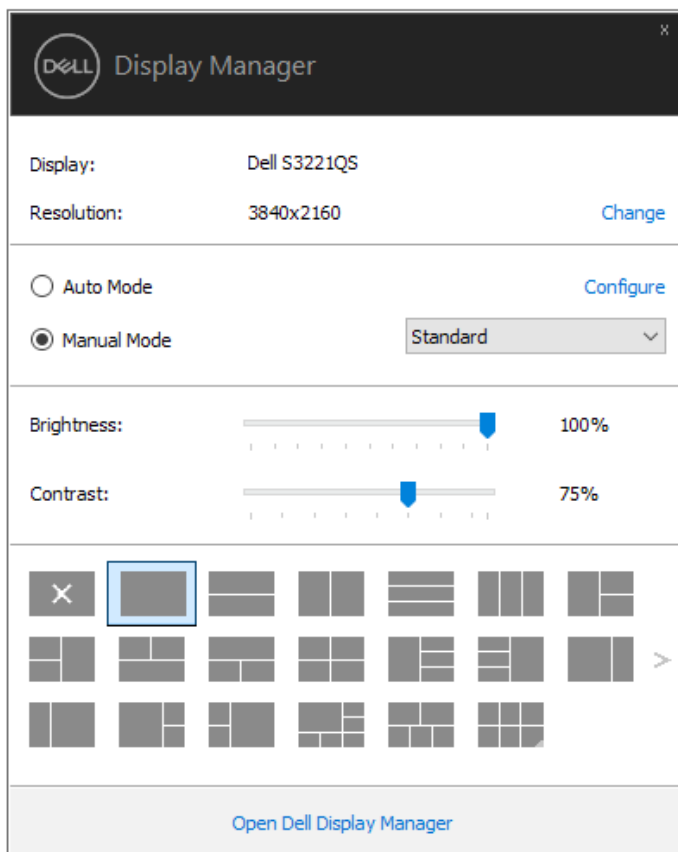 x
DELL Display Manager
Display: Dell S3221QS
Resolution: 3840x2160 Change
Auto Mode Configure
Manual Mode Standard
Brightness: 100%
Contrast: 75%
Open Dell Display Manager